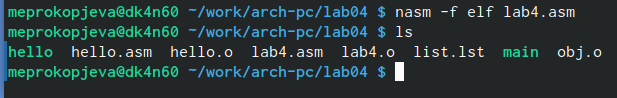 meprokopjeva@dk4n60 ~/work/arch-pc/lab04 $ nasm -f elf lab4.asm
meprokopjeva@dk4n60 ~/work/arch-pc/lab04 $ ls
hello hello.asm hello.o lab4.asm lab4.o list.lst main obj.o
meprokopjeva@dk4n60 ~/work/arch-pc/lab04 $